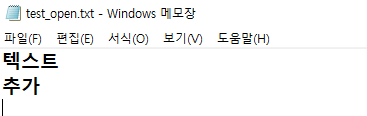 test_open.txt - Windows 메모장
파일(F) 편집(E) 서식(O) 보기(V) 도움말(H)
텍스트
추가